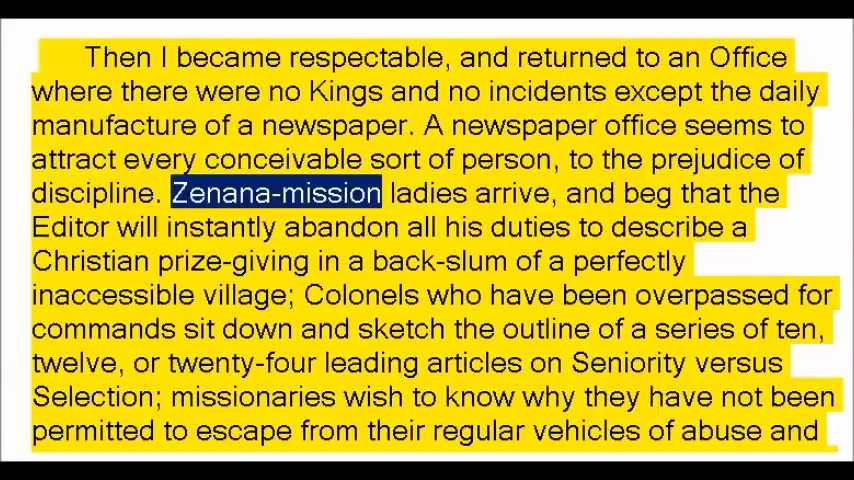 Then I became respectable, and returned to an Office
where there were no Kings and no incidents except the daily
manufacture of a newspaper. A newspaper office seems to
attract every conceivable sort of person, to the prejudice of
discipline. Zenana-mission ladies arrive, and beg that the
Editor will instantly abandon all his duties to describe a
Christian prize-giving in a back-slum of a perfectly
inaccessible village; Colonels who have been overpassed for
commands sit down and sketch the outline of a series of ten,
twelve, or twenty-four leading articles on Seniority versus
Selection; missionaries wish to know why they have not been
permitted to escape from their regular vehicles of abuse and